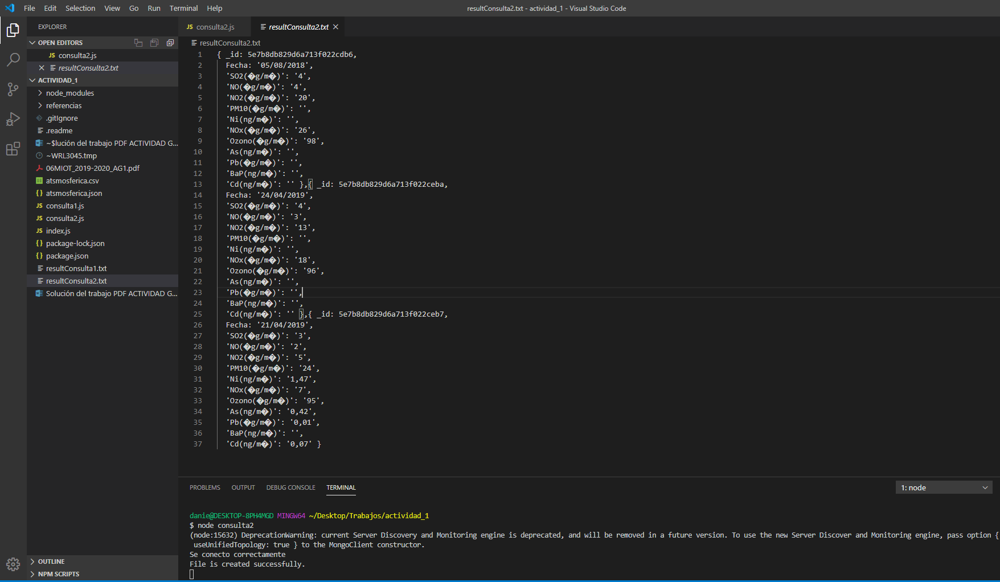 File Edit Selection View Go Run Terminal Help
resultConsulta2.txt - actividad_1 - Visual Studio Code
EXPLORER
OPEN EDITORS
JS consulta2.js
resultConsulta2.txt
ACTIVIDAD_1
node_modules
referencias
.gitIgnore
.readme
~$lución del trabajo PDF ACTIVIDAD G...
~WRL3045.tmp
06MIOT_2019-2020_AG1.pdf
atsmosferica.csv
{} atsmosferica.json
JS consulta1.js
JS consulta2.js
JS index.js
{} package-lock.json
{} package.json
resultConsulta1.txt
resultConsulta2.txt
Solución del trabajo PDF ACTIVIDAD G...
OUTLINE
NPM SCRIPTS
JS consulta2.js
resultConsulta2.txt
resultConsulta2.txt
1 { _id: 5e7b8db829d6a713f022cdb6,
2 Fecha: '05/08/2018',
3 'SO2(�g/m�)': '4',
4 'NO(�g/m�)': '4',
5 'NO2(�g/m�)': '20',
6 'PM10(�g/m�)': '',
7 'Ni(ng/m�)': '',
8 'NOx(�g/m�)': '26',
9 'Ozono(�g/m�)': '98',
10 'As(ng/m�)': '',
11 'Pb(�g/m�)': '',
12 'BaP(ng/m�)': '',
13 'Cd(ng/m�)': '' },{ _id: 5e7b8db829d6a713f022ceba,
14 Fecha: '24/04/2019',
15 'SO2(�g/m�)': '4',
16 'NO(�g/m�)': '3',
17 'NO2(�g/m�)': '13',
18 'PM10(�g/m�)': '',
19 'Ni(ng/m�)': '',
20 'NOx(�g/m�)': '18',
21 'Ozono(�g/m�)': '96',
22 'As(ng/m�)': '',
23 'Pb(�g/m�)': '',
24 'BaP(ng/m�)': '',
25 'Cd(ng/m�)': '' },{ _id: 5e7b8db829d6a713f022ceb7,
26 Fecha: '21/04/2019',
27 'SO2(�g/m�)': '3',
28 'NO(�g/m�)': '2',
29 'NO2(�g/m�)': '5',
30 'PM10(�g/m�)': '24',
31 'Ni(ng/m�)': '1,47',
32 'NOx(�g/m�)': '7',
33 'Ozono(�g/m�)': '95',
34 'As(ng/m�)': '0,42',
35 'Pb(�g/m�)': '0,01',
36 'BaP(ng/m�)': '',
37 'Cd(ng/m�)': '0,07' }
PROBLEMS OUTPUT DEBUG CONSOLE TERMINAL
1: node
danie@DESKTOP-8PH4MGD MINGW64 ~/Desktop/Trabajos/actividad_1
$ node consulta2
(node:15632) DeprecationWarning: current Server Discovery and Monitoring engine is deprecated, and will be removed in a future version. To use the new Server Discover and Monitoring engine, pass option {
useUnifiedTopology: true } to the MongoClient constructor.
Se conecto correctamente
File is created successfully.